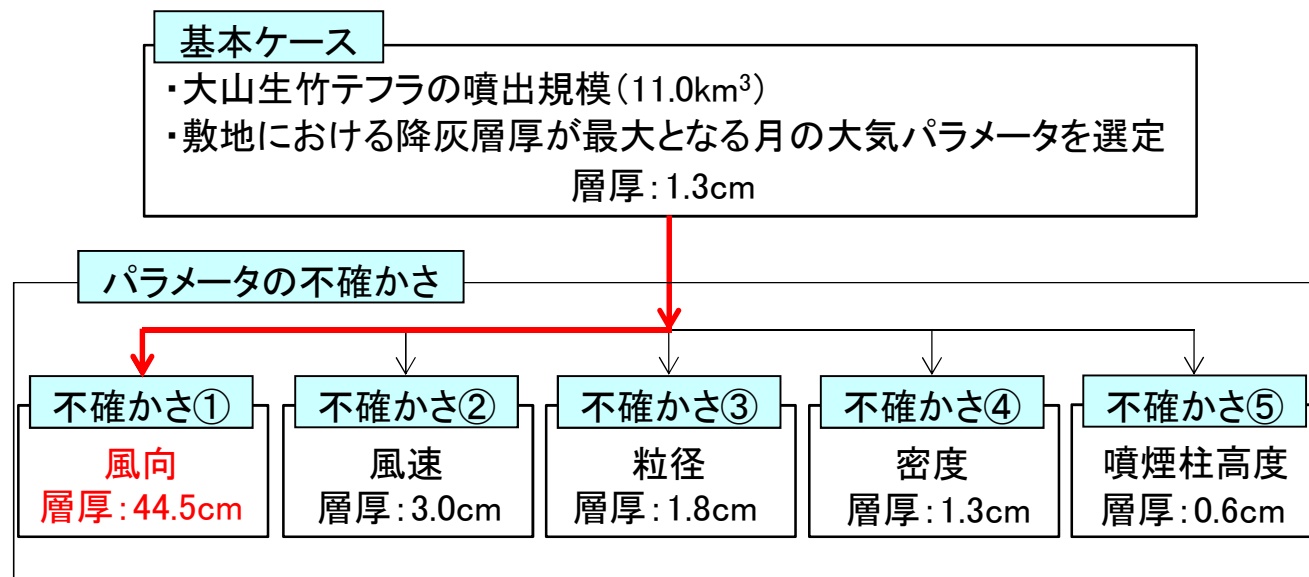 基本ケース
・大山生竹テフラの噴出規模(11.0km³)
・敷地における降灰層厚が最大となる月の大気パラメータを選定
層厚：1.3cm
パラメータの不確かさ
不確かさ①
風向
層厚：44.5cm
不確かさ②
風速
層厚：3.0cm
不確かさ③
粒径
層厚：1.8cm
不確かさ④
密度
層厚：1.3cm
不確かさ⑤
噴煙柱高度
層厚：0.6cm